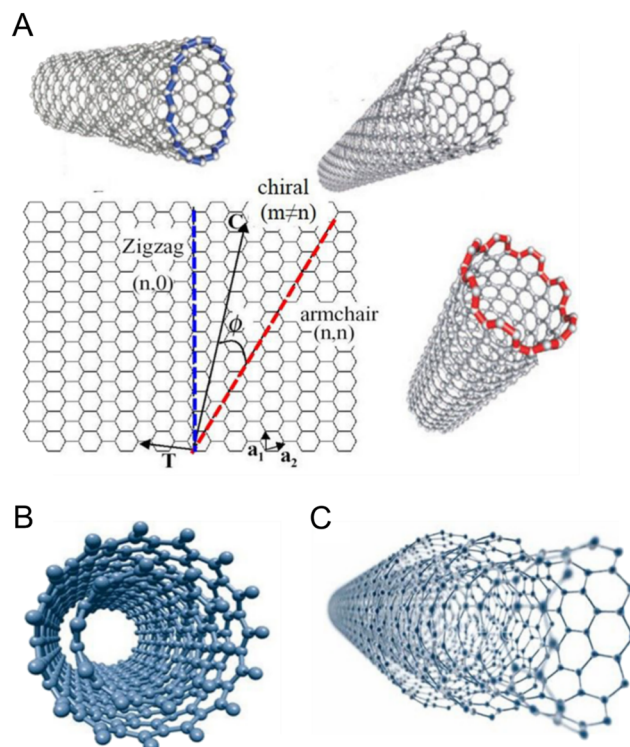 A
chiral
(m≠n)
C
Zigzag
(n,0)
armchair
(n,n)
ϕ
T
a1
a2
B
C